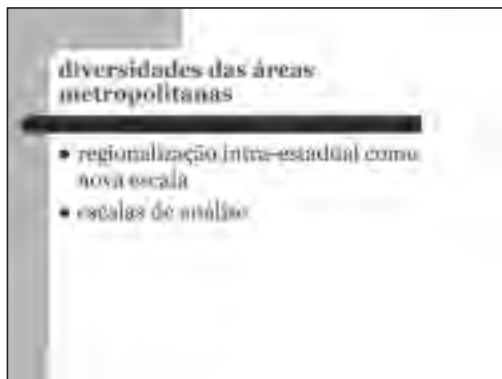 diversidades das áreas
metropolitanas
• regionalização intra-estadual como
nova escala
• escalas de análise